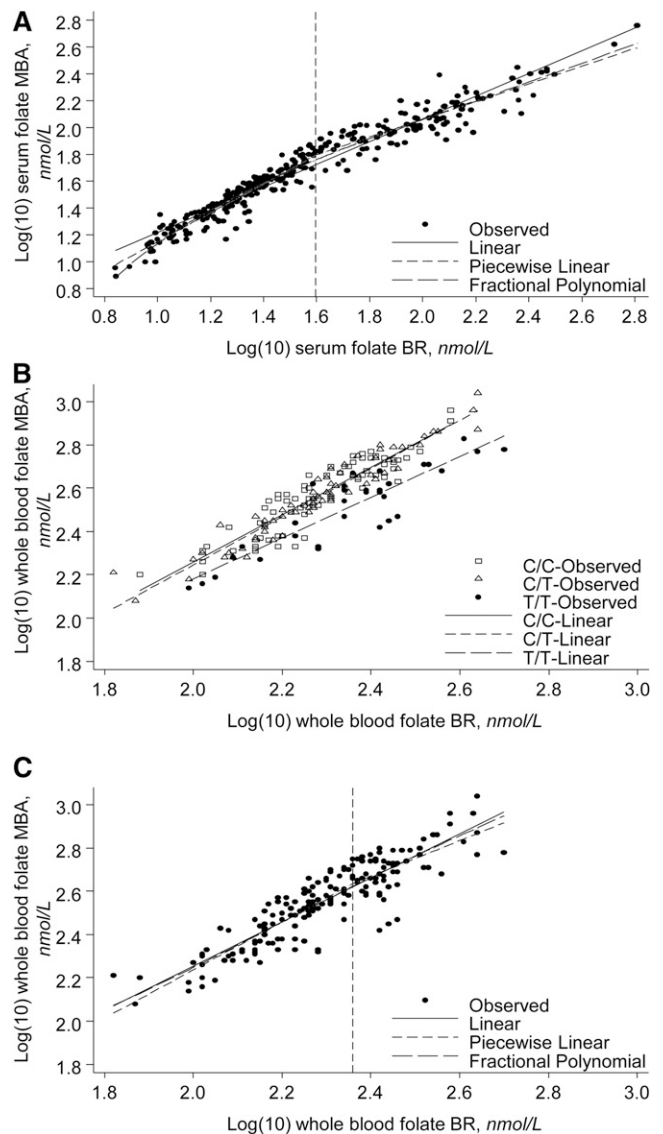 A
Log(10) serum folate MBA,
nmol/L
2.8
2.6
2.4
2.2
2.0
1.8
1.6
1.4
1.2
1.0
0.8
Observed
Linear
Piecewise Linear
Fractional Polynomial
0.8 1.0 1.2 1.4 1.6 1.8 2.0 2.2 2.4 2.6 2.8
Log(10) serum folate BR, nmol/L
B
Log(10) whole blood folate MBA,
nmol/L
3.0
2.8
2.6
2.4
2.2
2.0
1.8
C/C-Observed
C/T-Observed
T/T-Observed
C/C-Linear
C/T-Linear
T/T-Linear
1.8 2.0 2.2 2.4 2.6 2.8 3.0
Log(10) whole blood folate BR, nmol/L
C
Log(10) whole blood folate MBA,
nmol/L
3.0
2.8
2.6
2.4
2.2
2.0
1.8
Observed
Linear
Piecewise Linear
Fractional Polynomial
1.8 2.0 2.2 2.4 2.6 2.8 3.0
Log(10) whole blood folate BR, nmol/L